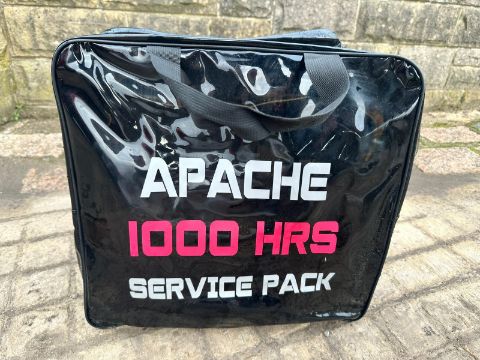 APACHE
1000 HRS
SERVICE PACK